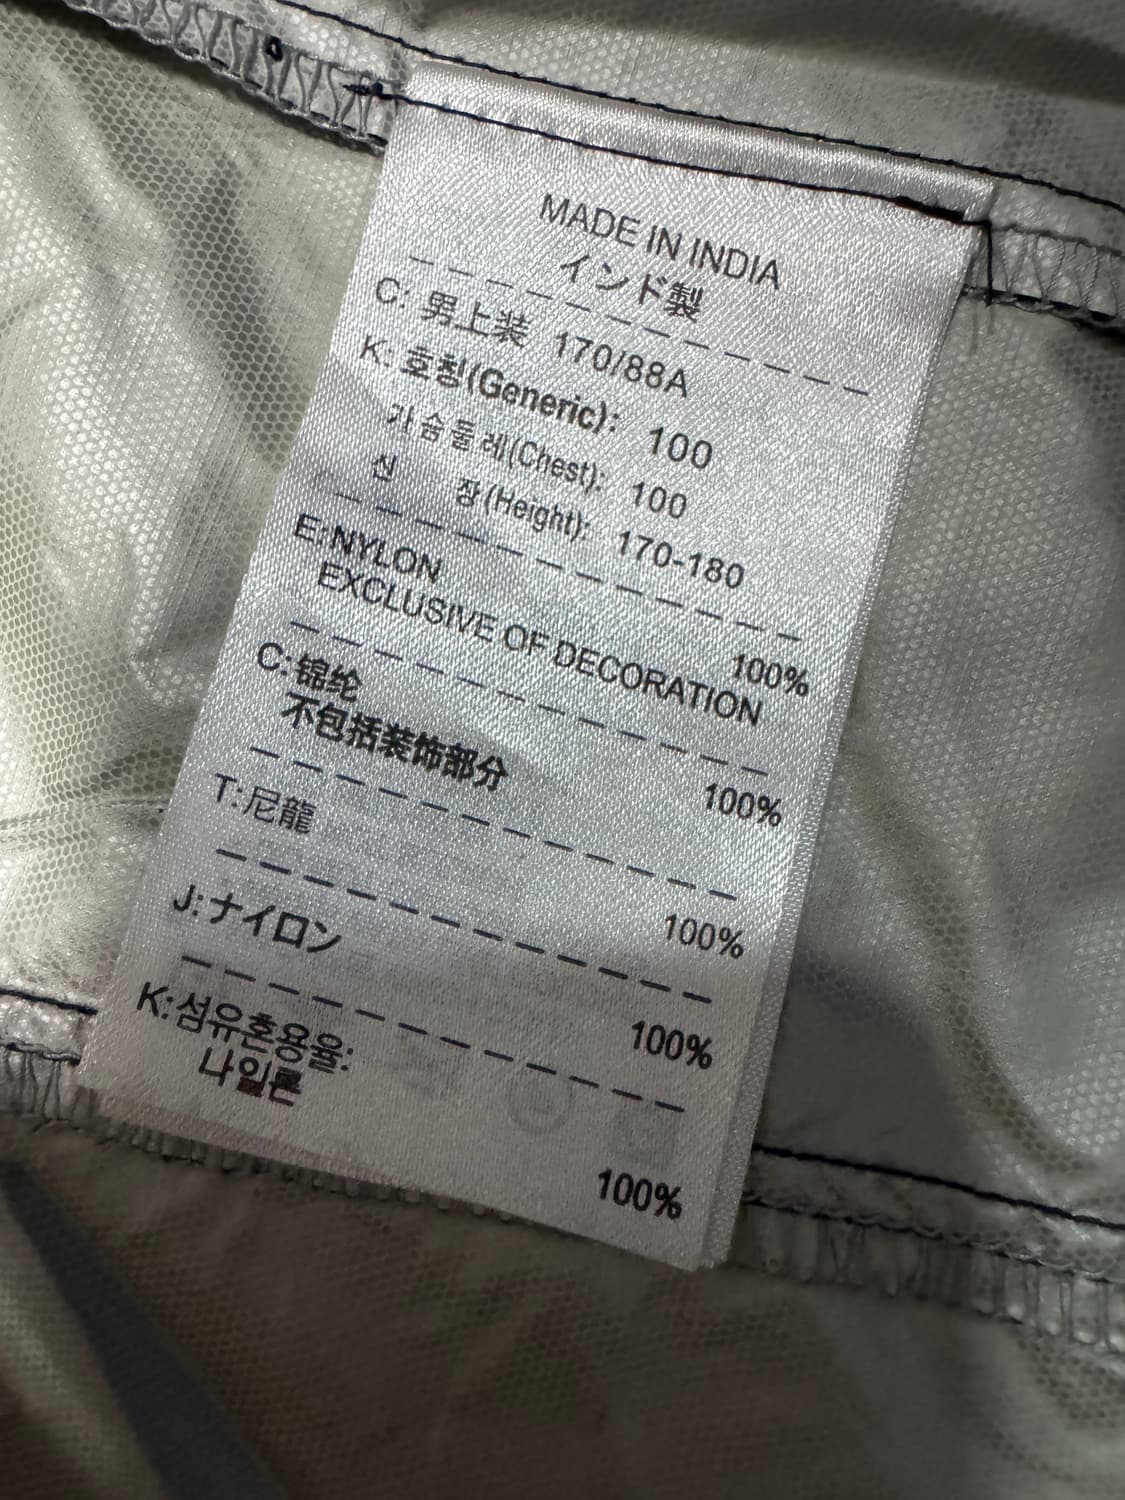 MADE IN INDIA
インド製
C: 男上装 170/88A
K: 호칭(Generic): 100
가슴둘레(Chest): 100
신 장(Height): 170-180
E: NYLON 100%
EXCLUSIVE OF DECORATION
C: 锦纶 100%
不包括装饰部分
T: 尼龍 100%
J: ナイロン 100%
K: 섬유혼용율:
나일론 100%